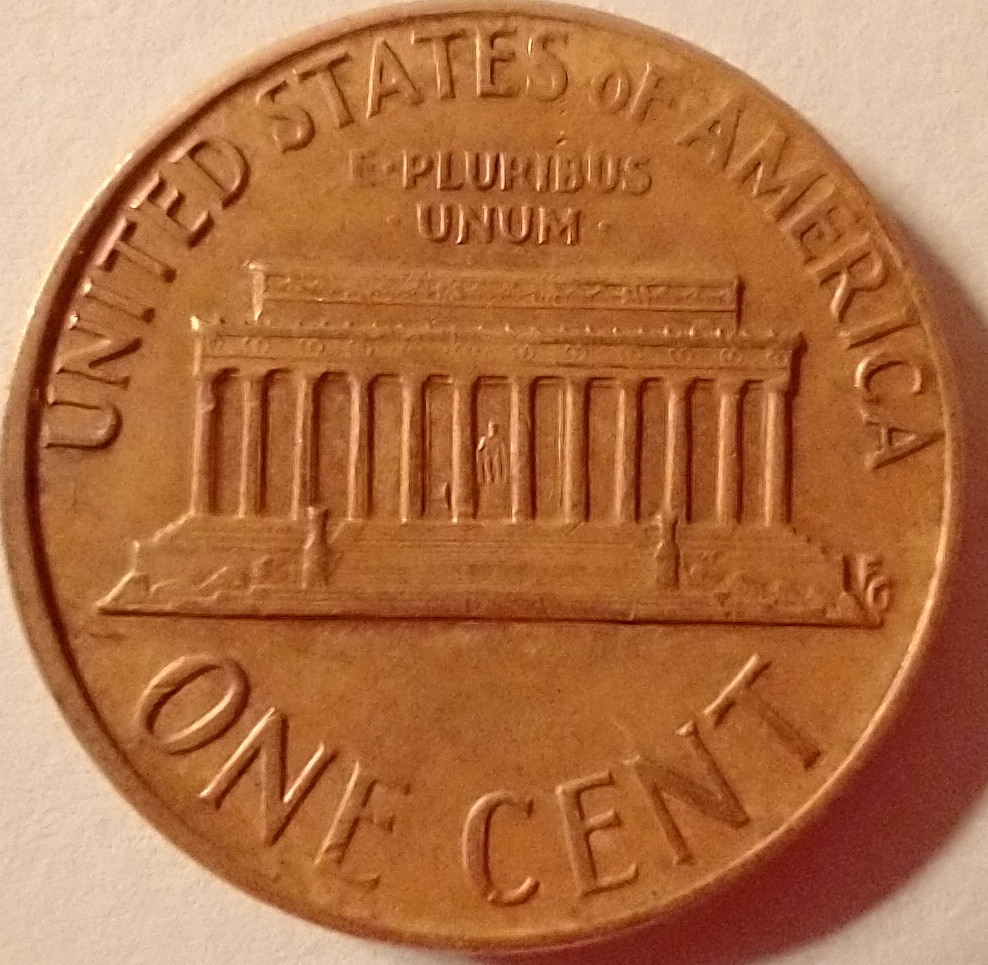 UNITED STATES OF AMERICA
E·PLURIBUS
·UNUM·
FG
ONE CENT